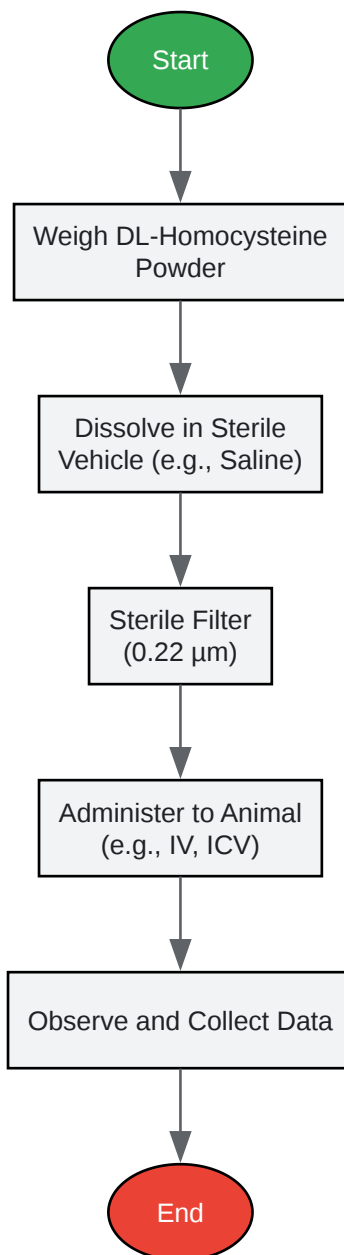 Start
Weigh DL-Homocysteine
Powder
Dissolve in Sterile
Vehicle (e.g., Saline)
Sterile Filter
(0.22 µm)
Administer to Animal
(e.g., IV, ICV)
Observe and Collect Data
End